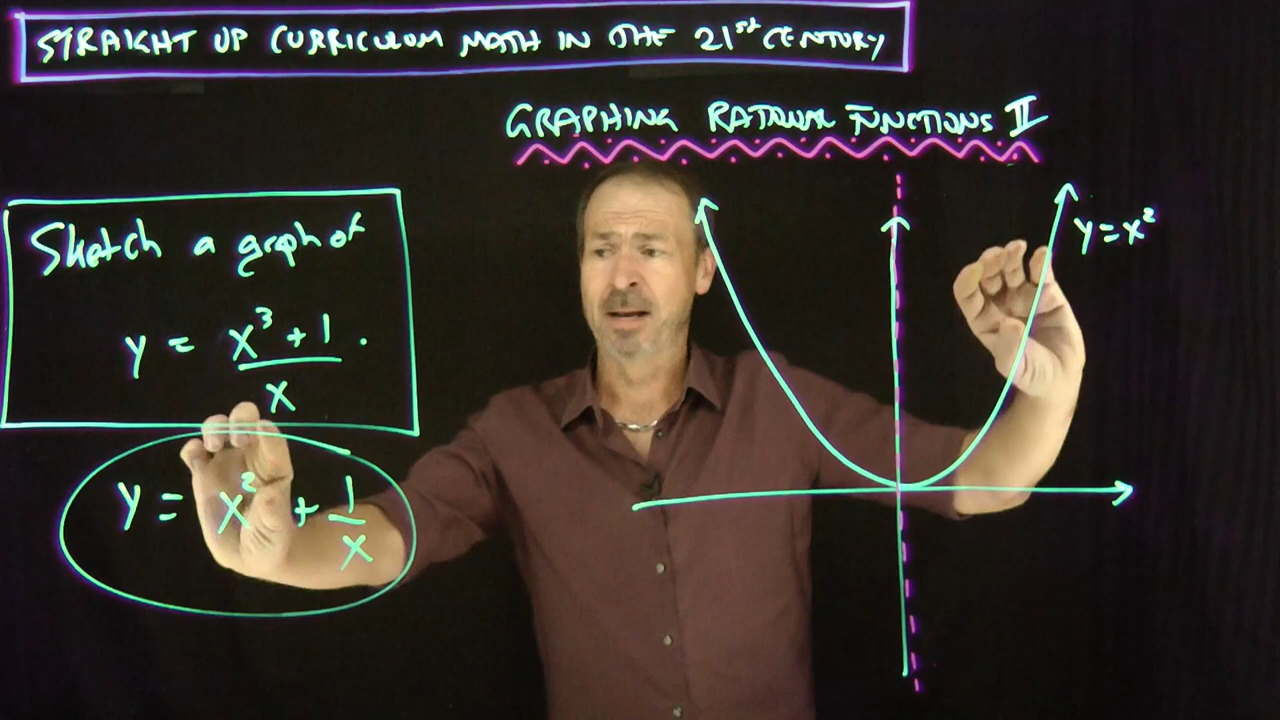 STRAIGHT UP CURRICULUM MATH IN THE 21st CENTURY
GRAPHING RATIONAL FUNCTIONS II
Sketch a graph of
y = x³ + 1 / x .
y = x² + 1/x
y = x²